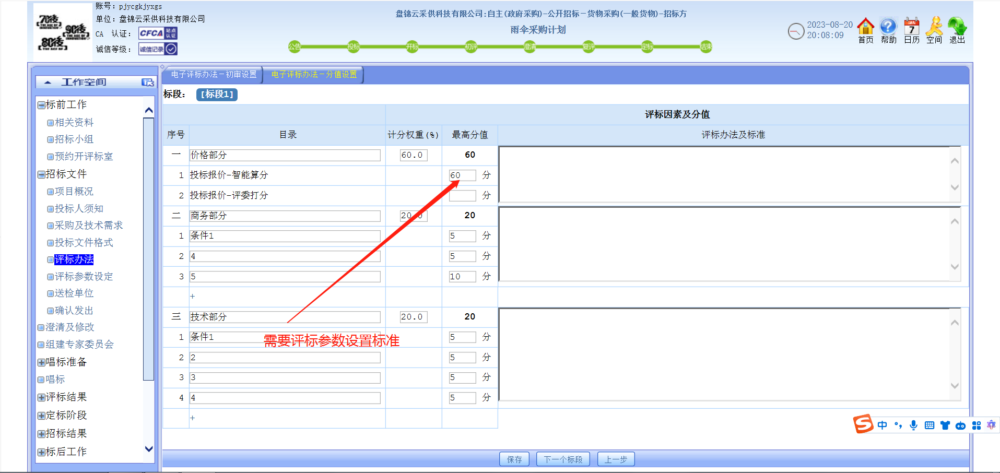 账号：pjycgkjyxgs
单位：盘锦云采供科技有限公司
CA 认证：
CFCA 站点认证
诚信等级：
诚信记录
70後
90後
80後
盘锦云采供科技有限公司:自主(政府采购)-公开招标－货物采购(一般货物)-招标方
雨伞采购计划
公告 投标 开标 初评 澄清 复评 定标 结束
2023-08-20
20:08:09
JAN
7
首页 帮助 日历 空间 退出
工作空间
标前工作
相关资料
招标小组
预约开评标室
招标文件
项目概况
投标人须知
采购及技术需求
投标文件格式
评标办法
评标参数设定
送检单位
确认发出
澄清及修改
组建专家委员会
唱标准备
唱标
评标结果
定标阶段
招标结果
标后工作
电子评标办法－初审设置 电子评标办法－分值设置
标段： [标段1]
评标因素及分值
序号 目录 计分权重(%) 最高分值 评标办法及标准
一 价格部分 60.0 60
1 投标报价-智能算分 60 分
2 投标报价-评委打分 分
二 商务部分 20.0 20
1 条件1 5 分
2 4 5 分
3 5 10 分
+
三 技术部分 20.0 20
1 条件1 5 分
需要评标参数设置标准
2 2 5 分
3 3 5 分
4 4 5 分
+
中
保存 下一个标段 上一步